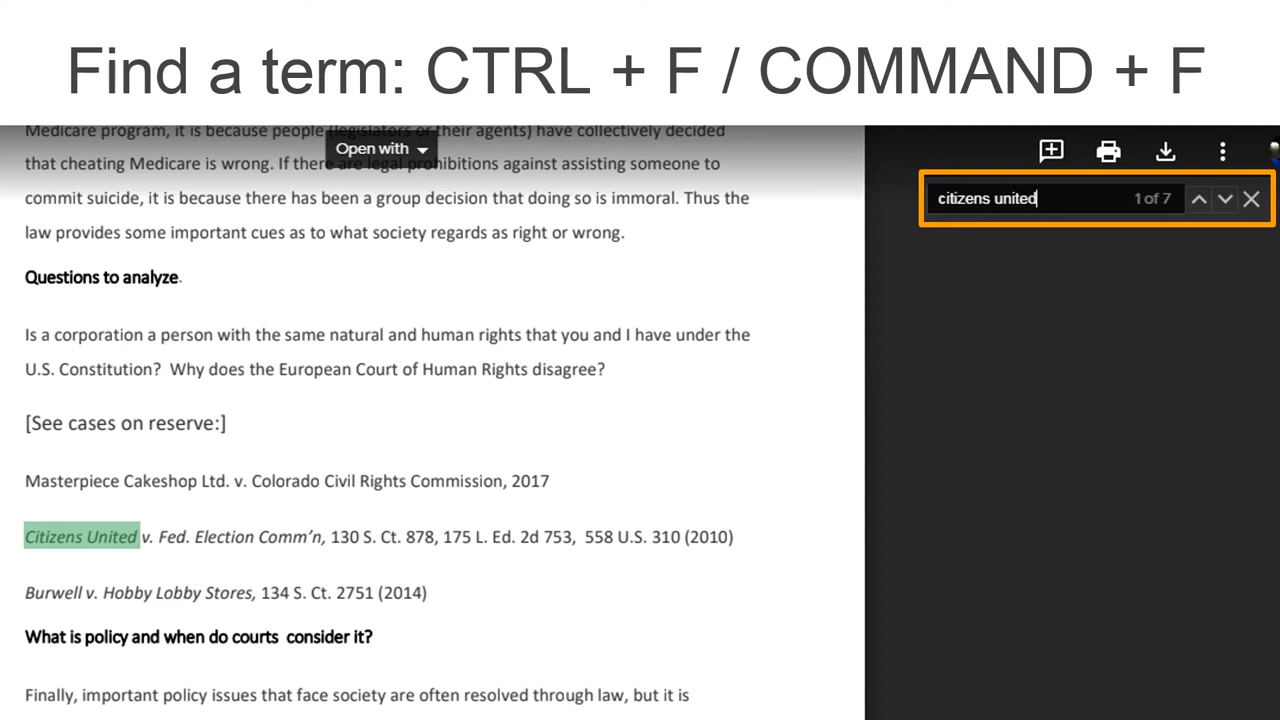 Find a term: CTRL + F / COMMAND + F
Medicare program, it is because people (legislators or their agents) have collectively decided
Open with
that cheating Medicare is wrong. If there are legal prohibitions against assisting someone to
commit suicide, it is because there has been a group decision that doing so is immoral. Thus the
citizens united 1 of 7
law provides some important cues as to what society regards as right or wrong.
Questions to analyze.
Is a corporation a person with the same natural and human rights that you and I have under the
U.S. Constitution?  Why does the European Court of Human Rights disagree?
[See cases on reserve:]
Masterpiece Cakeshop Ltd. v. Colorado Civil Rights Commission, 2017
Citizens United v. Fed. Election Comm’n, 130 S. Ct. 878, 175 L. Ed. 2d 753,  558 U.S. 310 (2010)
Burwell v. Hobby Lobby Stores, 134 S. Ct. 2751 (2014)
What is policy and when do courts  consider it?
Finally, important policy issues that face society are often resolved through law, but it is